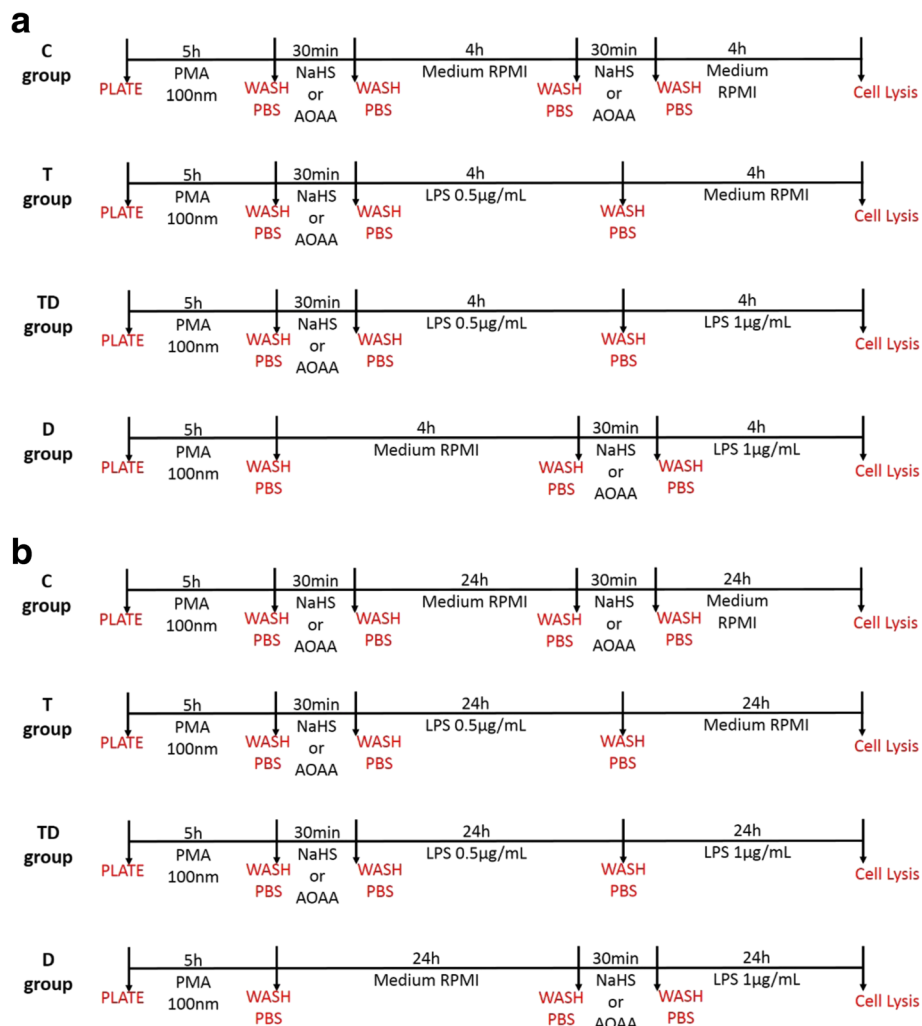 a
C
group
5h
30min
4h
30min
4h
PMA
100nm
NaHS
or
AOAA
Medium RPMI
NaHS
or
AOAA
Medium
RPMI
PLATE
WASH
PBS
WASH
PBS
WASH
PBS
WASH
PBS
Cell Lysis
T
group
5h
30min
4h
4h
PMA
100nm
NaHS
or
AOAA
LPS 0.5µg/mL
Medium RPMI
PLATE
WASH
PBS
WASH
PBS
WASH
PBS
Cell Lysis
TD
group
5h
30min
4h
4h
PMA
100nm
NaHS
or
AOAA
LPS 0.5µg/mL
LPS 1µg/mL
PLATE
WASH
PBS
WASH
PBS
WASH
PBS
Cell Lysis
D
group
5h
4h
30min
4h
PMA
100nm
Medium RPMI
NaHS
or
AOAA
LPS 1µg/mL
PLATE
WASH
PBS
WASH
PBS
WASH
PBS
Cell Lysis
b
C
group
5h
30min
24h
30min
24h
PMA
100nm
NaHS
or
AOAA
Medium RPMI
NaHS
or
AOAA
Medium
RPMI
PLATE
WASH
PBS
WASH
PBS
WASH
PBS
WASH
PBS
Cell Lysis
T
group
5h
30min
24h
24h
PMA
100nm
NaHS
or
AOAA
LPS 0.5µg/mL
Medium RPMI
PLATE
WASH
PBS
WASH
PBS
WASH
PBS
Cell Lysis
TD
group
5h
30min
24h
24h
PMA
100nm
NaHS
or
AOAA
LPS 0.5µg/mL
LPS 1µg/mL
PLATE
WASH
PBS
WASH
PBS
WASH
PBS
Cell Lysis
D
group
5h
24h
30min
24h
PMA
100nm
Medium RPMI
NaHS
or
AOAA
LPS 1µg/mL
PLATE
WASH
PBS
WASH
PBS
WASH
PBS
Cell Lysis